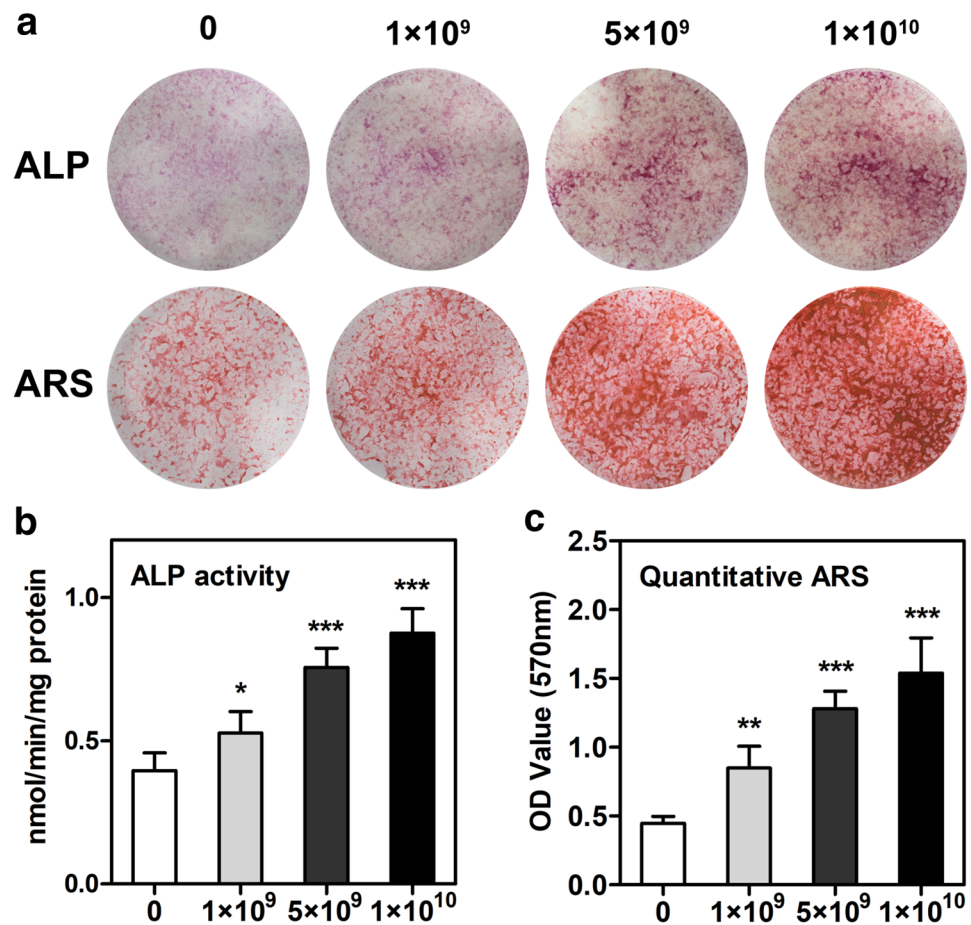 a
0 1×10⁹ 5×10⁹ 1×10¹⁰
ALP
ARS
b
ALP activity
nmol/min/mg protein
1.0
0.5
0.0
*
***
***
0 1×10⁹ 5×10⁹ 1×10¹⁰
c
Quantitative ARS
OD Value (570nm)
2.5
2.0
1.5
1.0
0.5
0.0
**
***
***
0 1×10⁹ 5×10⁹ 1×10¹⁰